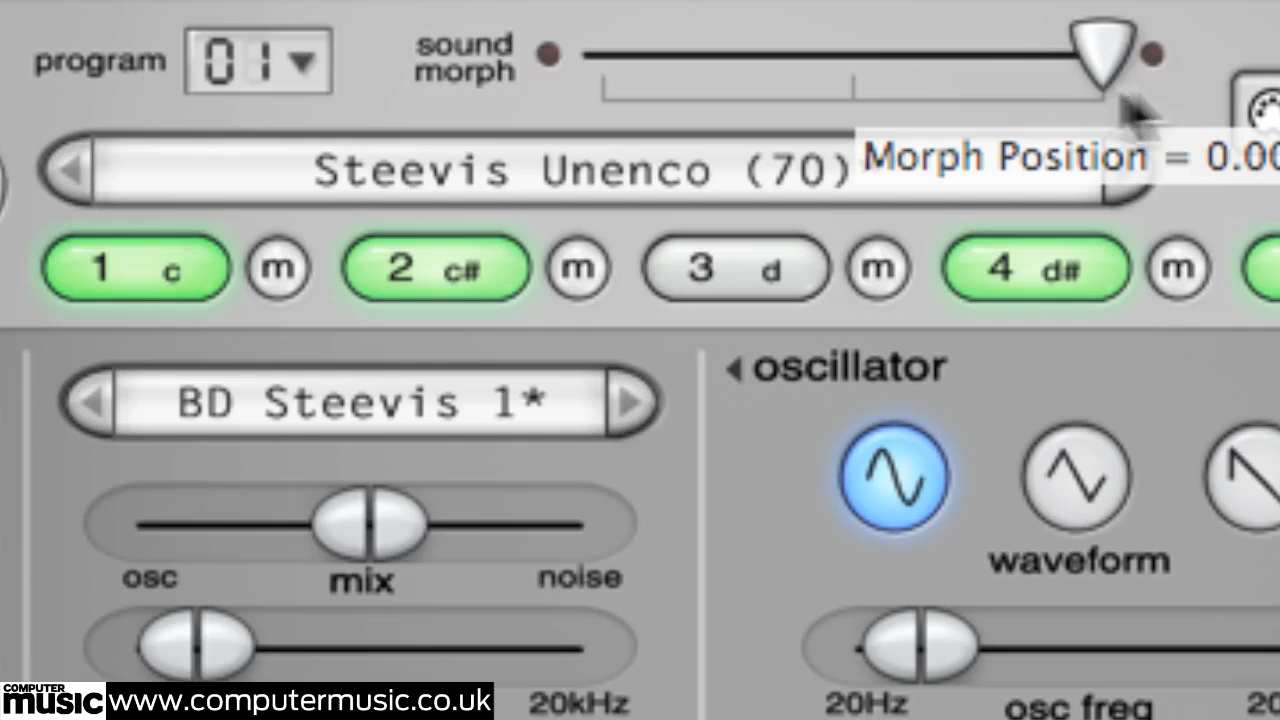 program 01 sound morph
Steevis Unenco (70)
Morph Position = 0.00
1 c m 2 c# m 3 d m 4 d# m
BD Steevis 1*
oscillator
osc mix noise
waveform
20kHz 20Hz osc freq 20
COMPUTER music www.computermusic.co.uk